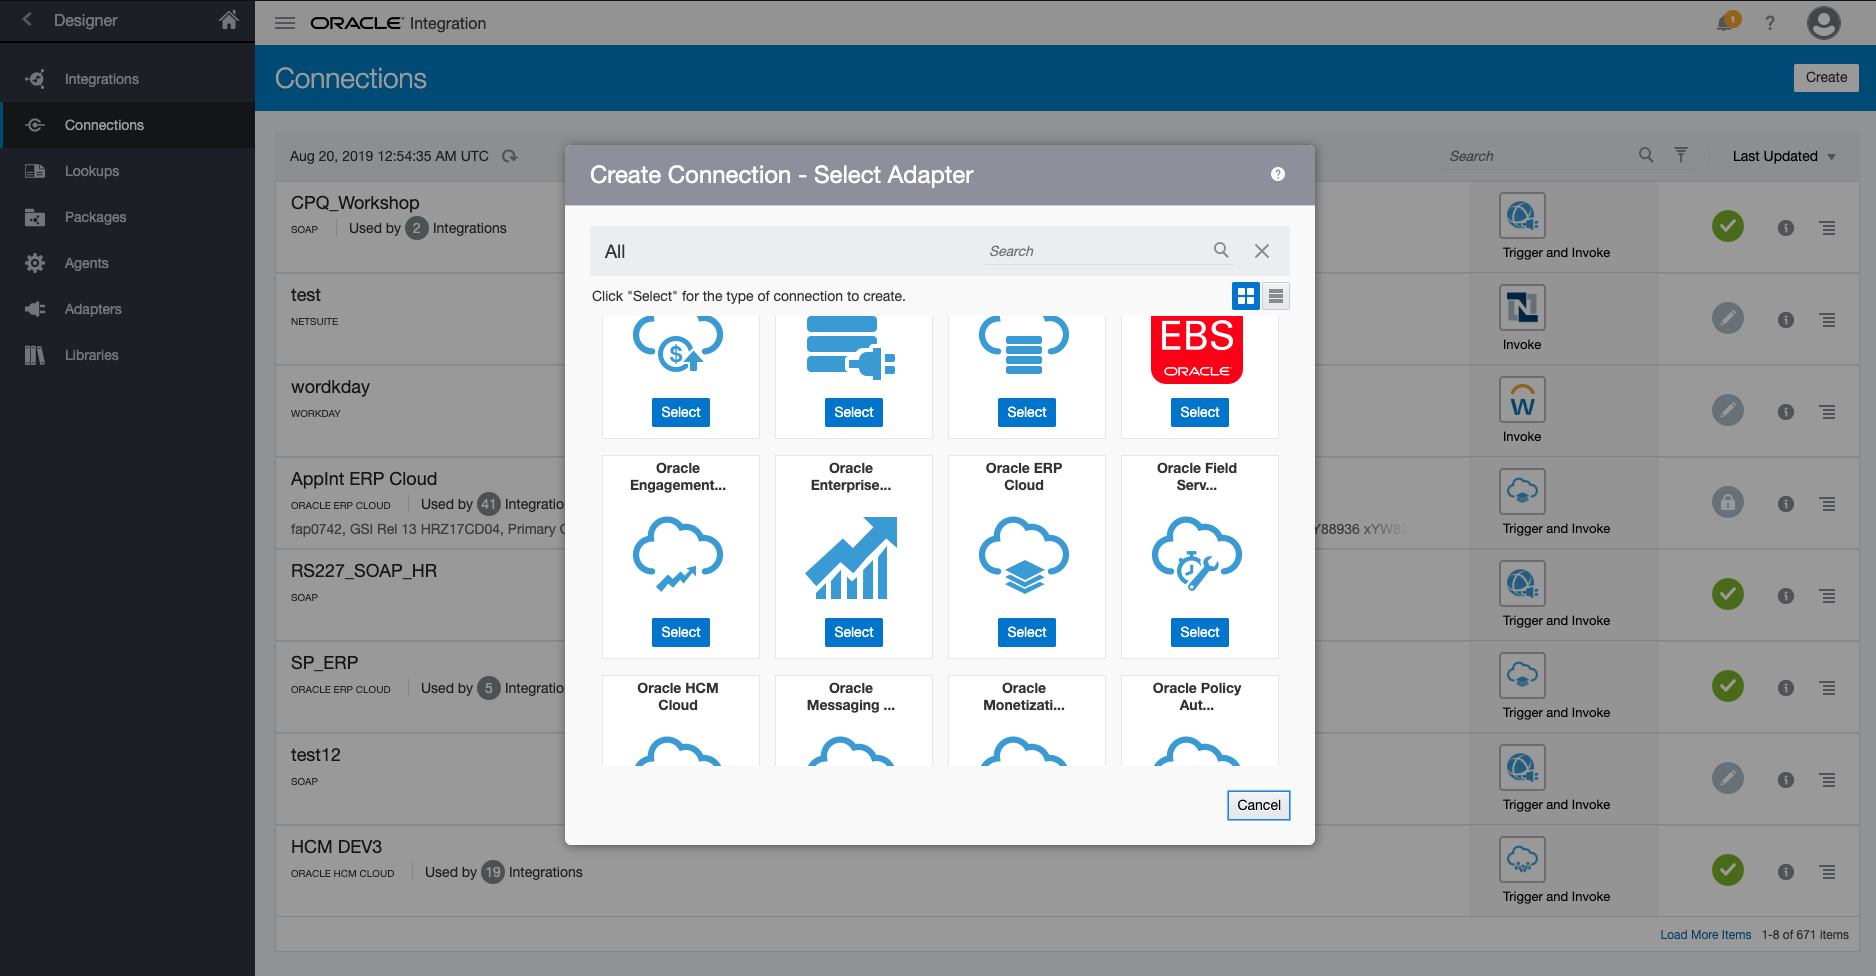 Designer
ORACLE Integration
1
?
Integrations
Connections
Lookups
Packages
Agents
Adapters
Libraries
Connections
Create
Aug 20, 2019 12:54:35 AM UTC
Search
Last Updated
CPQ_Workshop
SOAP
Used by 2 Integrations
Trigger and Invoke
test
NETSUITE
N
Invoke
wordkday
WORKDAY
W
Invoke
AppInt ERP Cloud
ORACLE ERP CLOUD
Used by 41 Integratio
fap0742, GSI Rel 13 HRZ17CD04, Primary
Y88936 xYW83
Trigger and Invoke
RS227_SOAP_HR
SOAP
Trigger and Invoke
SP_ERP
ORACLE ERP CLOUD
Used by 5 Integratio
Trigger and Invoke
test12
SOAP
Trigger and Invoke
HCM DEV3
ORACLE HCM CLOUD
Used by 19 Integrations
Trigger and Invoke
Load More Items 1-8 of 671 items
Create Connection - Select Adapter
?
All
Search
Click "Select" for the type of connection to create.
$
EBS
ORACLE
Select
Select
Select
Select
Oracle
Engagement...
Oracle
Enterprise...
Oracle ERP
Cloud
Oracle Field
Serv...
Select
Select
Select
Select
Oracle HCM
Cloud
Oracle
Messaging ...
Oracle
Monetizati...
Oracle Policy
Aut...
Cancel